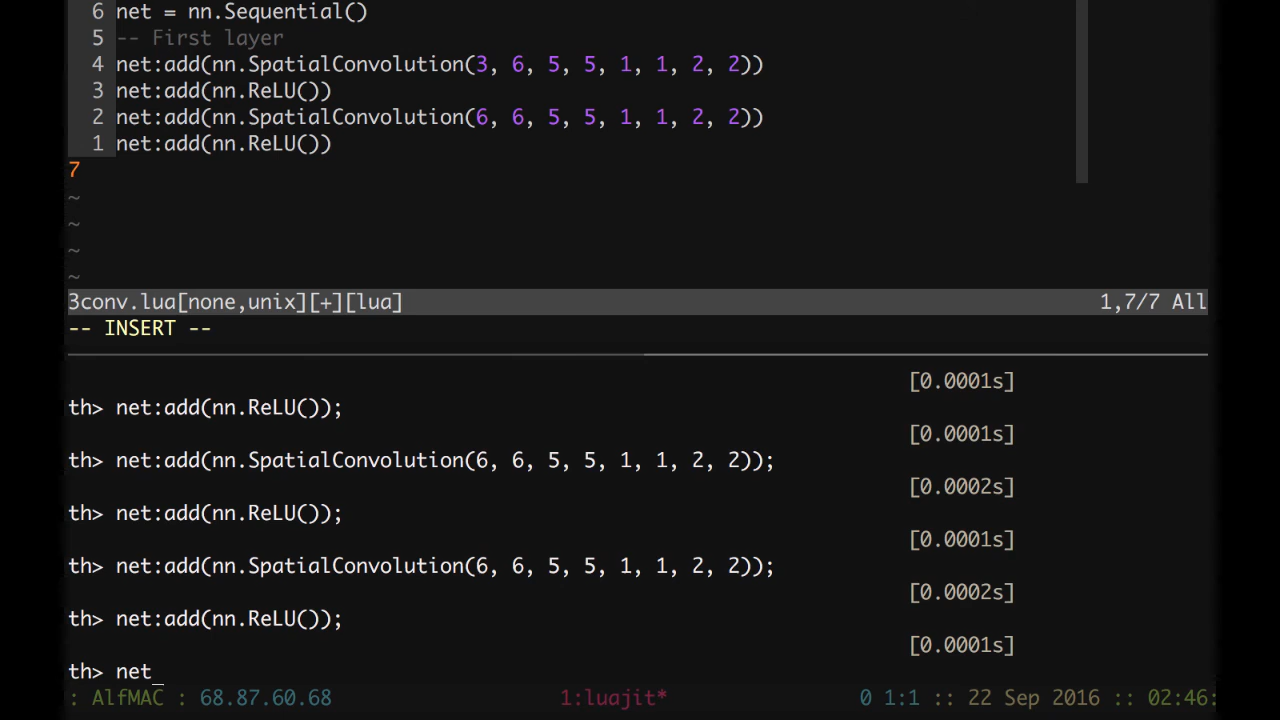 6 net = nn.Sequential()
5 -- First layer
4 net:add(nn.SpatialConvolution(3, 6, 5, 5, 1, 1, 2, 2))
3 net:add(nn.ReLU())
2 net:add(nn.SpatialConvolution(6, 6, 5, 5, 1, 1, 2, 2))
1 net:add(nn.ReLU())
7
~
~
~
~
3conv.lua[none,unix][+][lua] 1,7/7 All
-- INSERT --
[0.0001s]
th> net:add(nn.ReLU());
[0.0001s]
th> net:add(nn.SpatialConvolution(6, 6, 5, 5, 1, 1, 2, 2));
[0.0002s]
th> net:add(nn.ReLU());
[0.0001s]
th> net:add(nn.SpatialConvolution(6, 6, 5, 5, 1, 1, 2, 2));
[0.0002s]
th> net:add(nn.ReLU());
[0.0001s]
th> net_
: AlfMAC : 68.87.60.68 1:luajit* 0 1:1 :: 22 Sep 2016 :: 02:46: